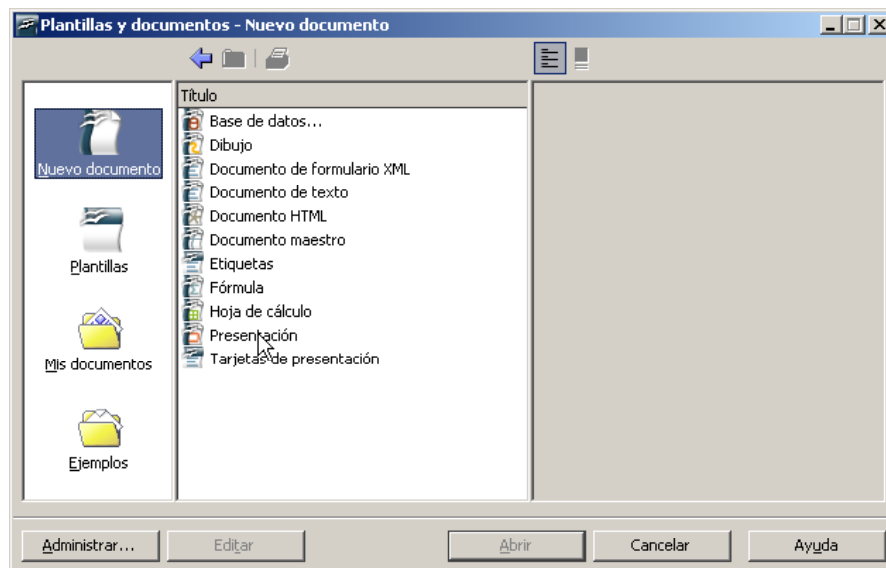 Plantillas y documentos - Nuevo documento
Título
Nuevo documento
Plantillas
Mis documentos
Ejemplos
Base de datos...
Dibujo
Documento de formulario XML
Documento de texto
Documento HTML
Documento maestro
Etiquetas
Fórmula
Hoja de cálculo
Presentación
Tarjetas de presentación
Administrar...
Editar
Abrir
Cancelar
Ayuda